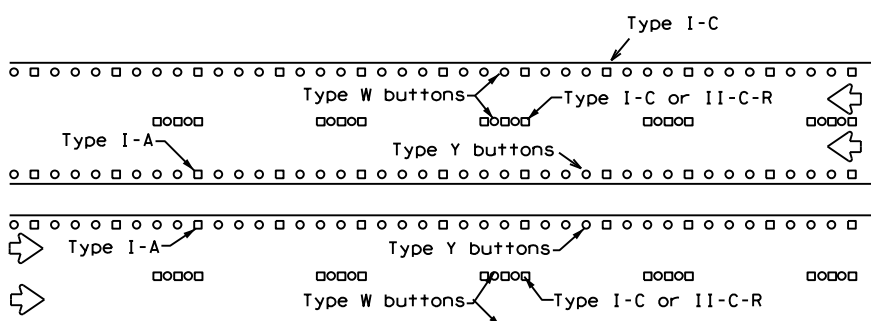 Type I-C
Type W buttons
Type I-C or II-C-R
Type I-A
Type Y buttons
Type I-A
Type Y buttons
Type W buttons
Type I-C or II-C-R